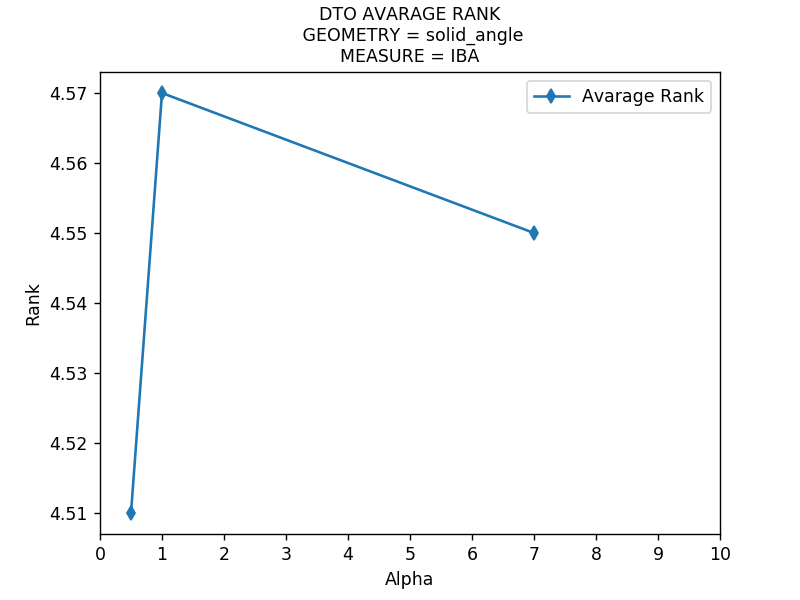 DTO AVARAGE RANK
GEOMETRY = solid_angle
MEASURE = IBA
Avarage Rank
4.57
4.56
4.55
4.54
4.53
4.52
4.51
Rank
0 1 2 3 4 5 6 7 8 9 10
Alpha